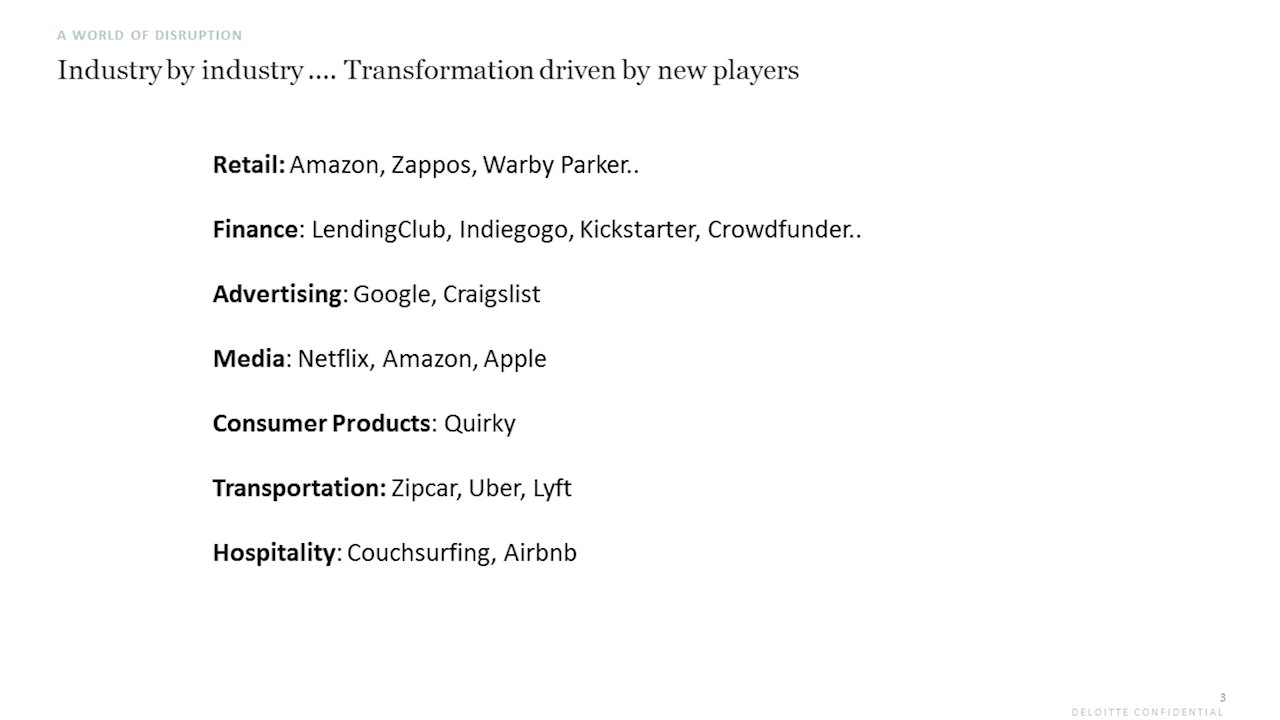 A WORLD OF DISRUPTION
Industry by industry .... Transformation driven by new players
Retail: Amazon, Zappos, Warby Parker..
Finance: LendingClub, Indiegogo, Kickstarter, Crowdfunder..
Advertising: Google, Craigslist
Media: Netflix, Amazon, Apple
Consumer Products: Quirky
Transportation: Zipcar, Uber, Lyft
Hospitality: Couchsurfing, Airbnb
3
DELOITTE CONFIDENTIAL